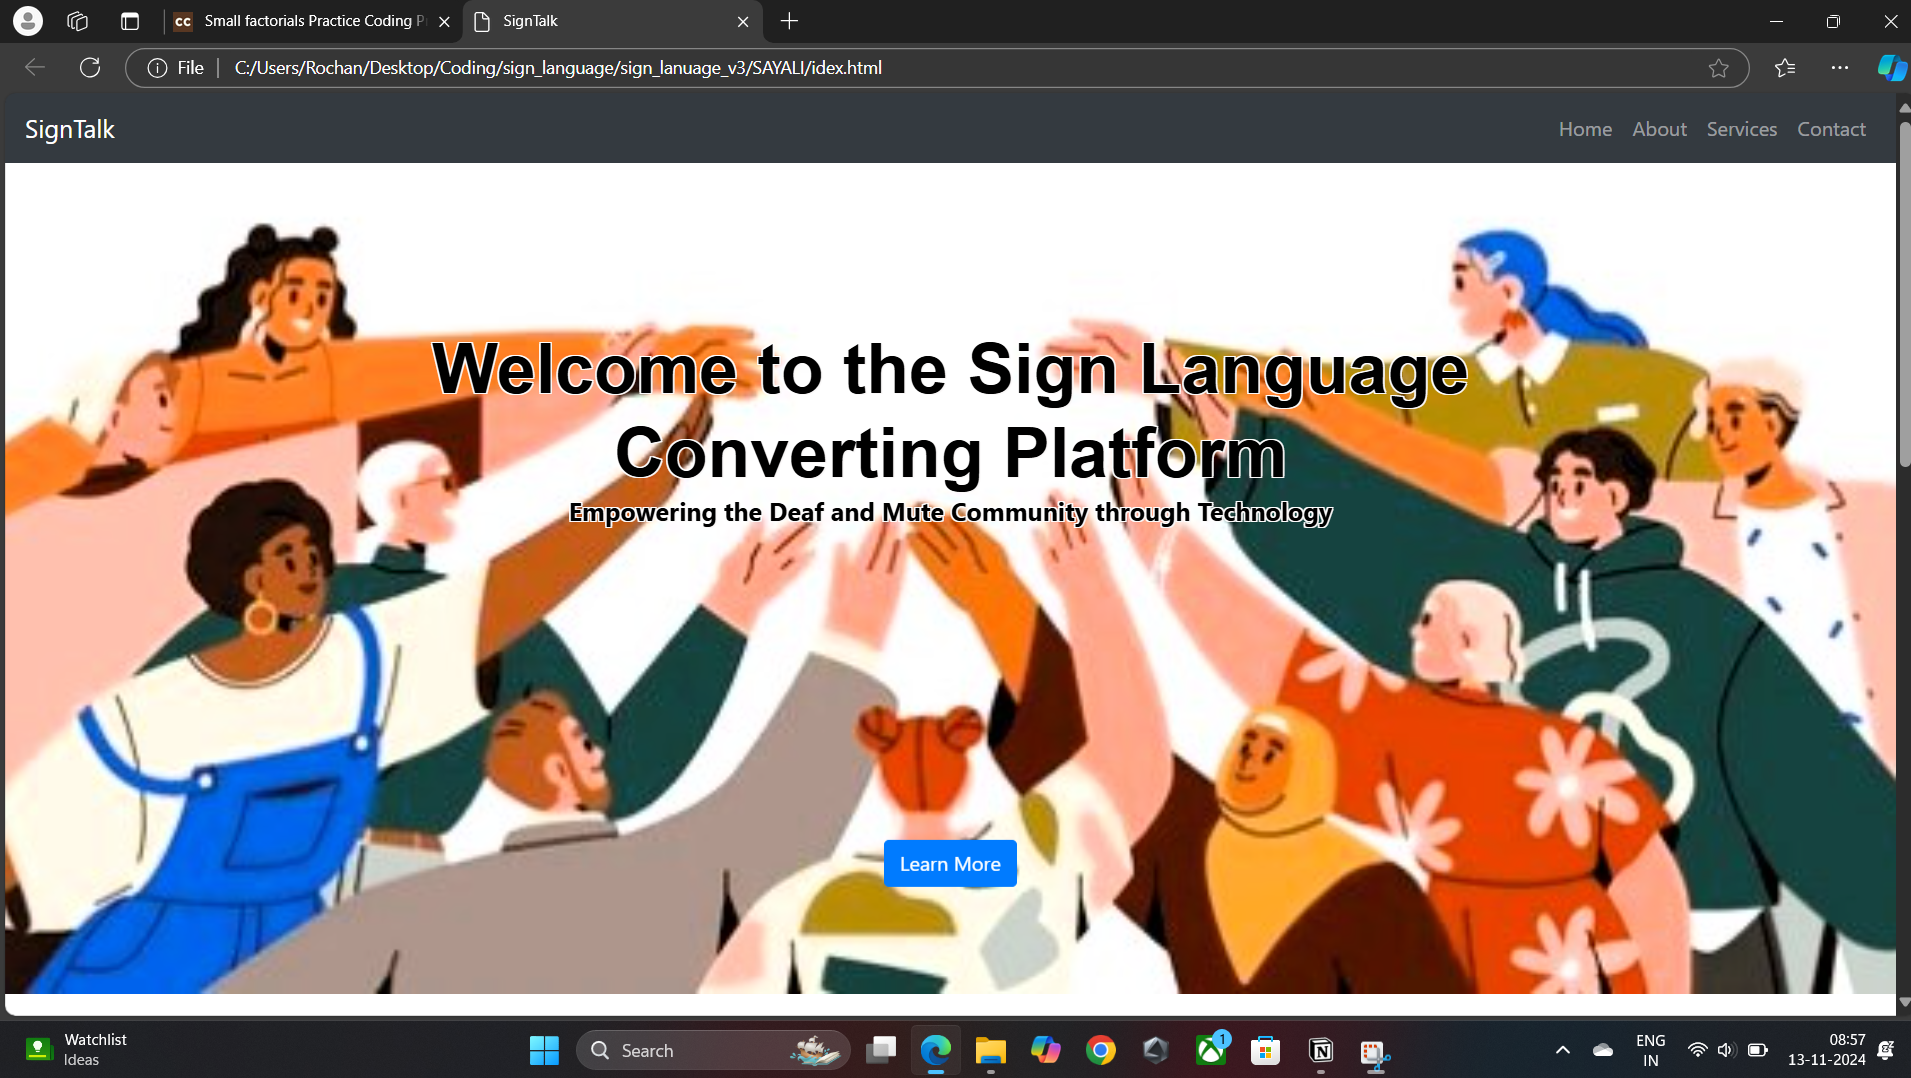 cc Small factorials Practice Coding P
SignTalk
File
C:/Users/Rochan/Desktop/Coding/sign_language/sign_lanuage_v3/SAYALI/idex.html
SignTalk
Home About Services Contact
Welcome to the Sign Language
Converting Platform
Empowering the Deaf and Mute Community through Technology
Learn More
Watchlist
Ideas
Search
1
ENG
IN
08:57
13-11-2024